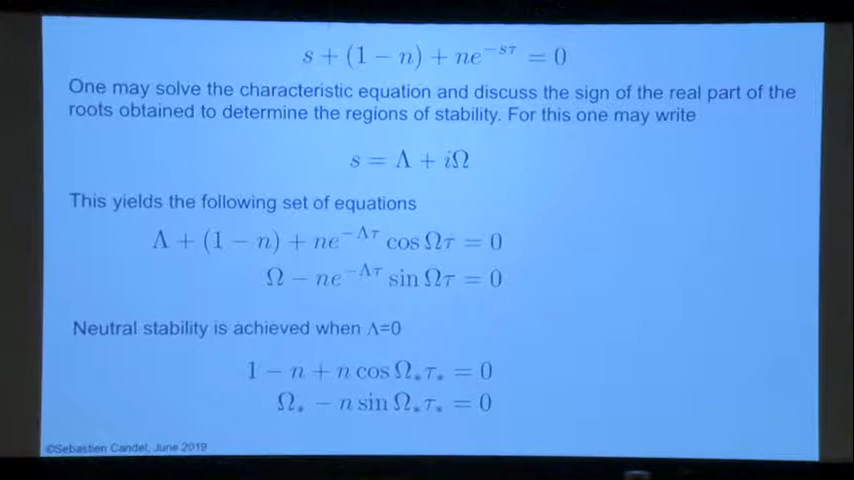 s + (1 − n) + ne^{−sτ} = 0
One may solve the characteristic equation and discuss the sign of the real part of the
roots obtained to determine the regions of stability. For this one may write
s = Λ + iΩ
This yields the following set of equations
Λ + (1 − n) + ne^{−Λτ} cos Ωτ = 0
Ω − ne^{−Λτ} sin Ωτ = 0
Neutral stability is achieved when Λ=0
1 − n + n cos Ω_*τ_* = 0
Ω_* − n sin Ω_*τ_* = 0
©Sebastien Candel, June 2019